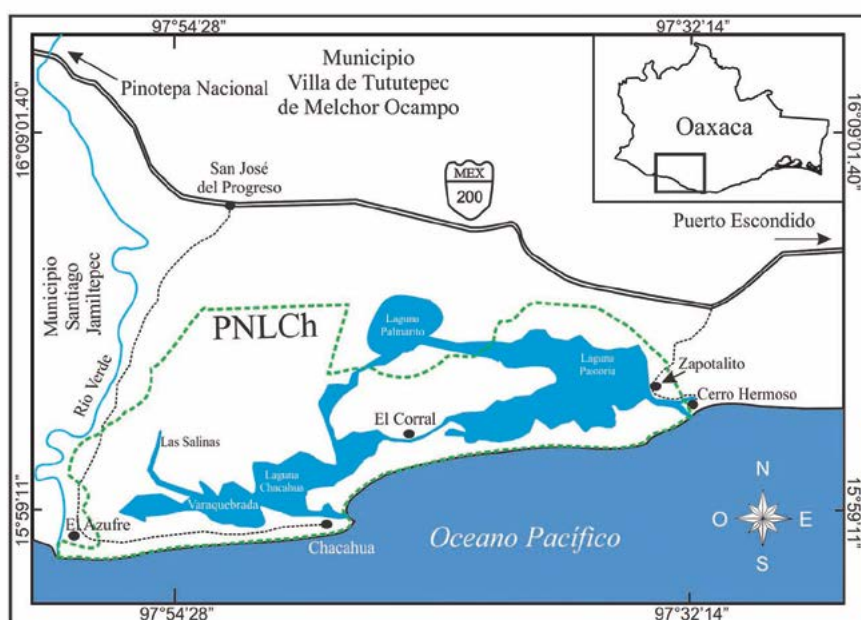 97°54'28"
97°32'14"
16°09'01.40"
16°09'01.40"
Pinotepa Nacional
Municipio
Villa de Tututepec
de Melchor Ocampo
Oaxaca
San José
del Progreso
MEX
200
Puerto Escondido
Municipio
Santiago
Jamiltepec
Río Verde
PNLCh
Laguna
Palmarito
Laguna
Pastoria
Zapotalito
Cerro Hermoso
El Corral
Las Salinas
Laguna
Chacahua
Varaquebrada
El Azufre
Chacahua
Oceano Pacífico
N
O
E
S
15°59'11"
15°59'11"
97°54'28"
97°32'14"